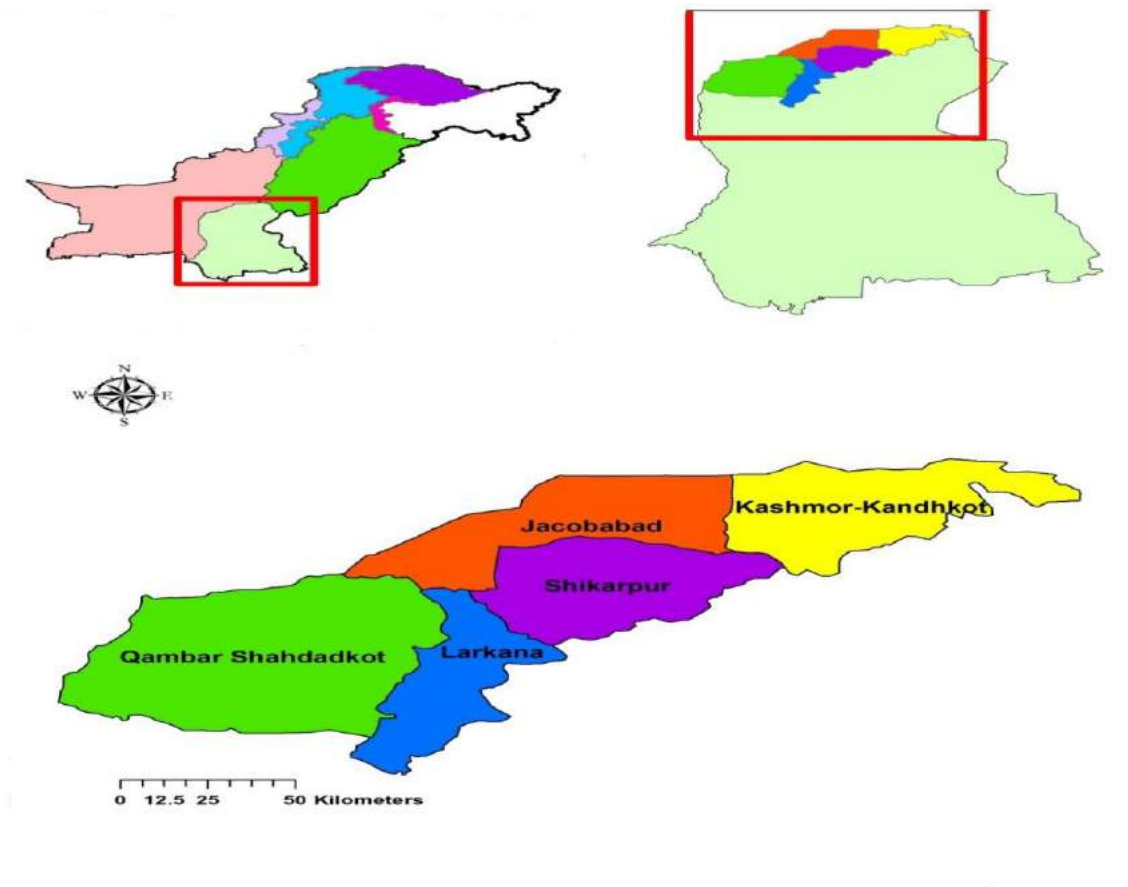 N
W E
S
Kashmor-Kandhkot
Jacobabad
Shikarpur
Larkana
Qambar Shahdadkot
0 12.5 25 50 Kilometers